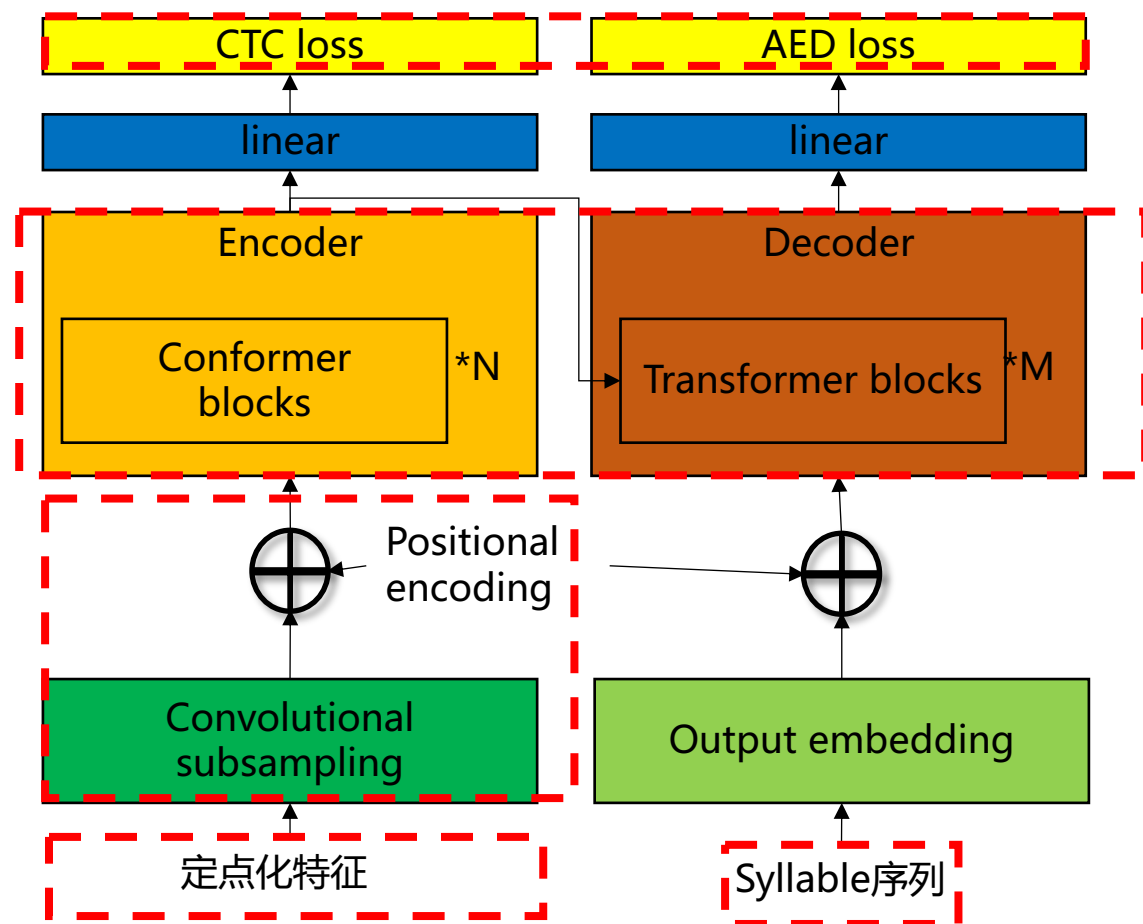 CTC loss
AED loss
linear
linear
Encoder
Decoder
Conformer
blocks
*N
Transformer blocks
*M
Positional
encoding
Convolutional
subsampling
Output embedding
定点化特征
Syllable序列